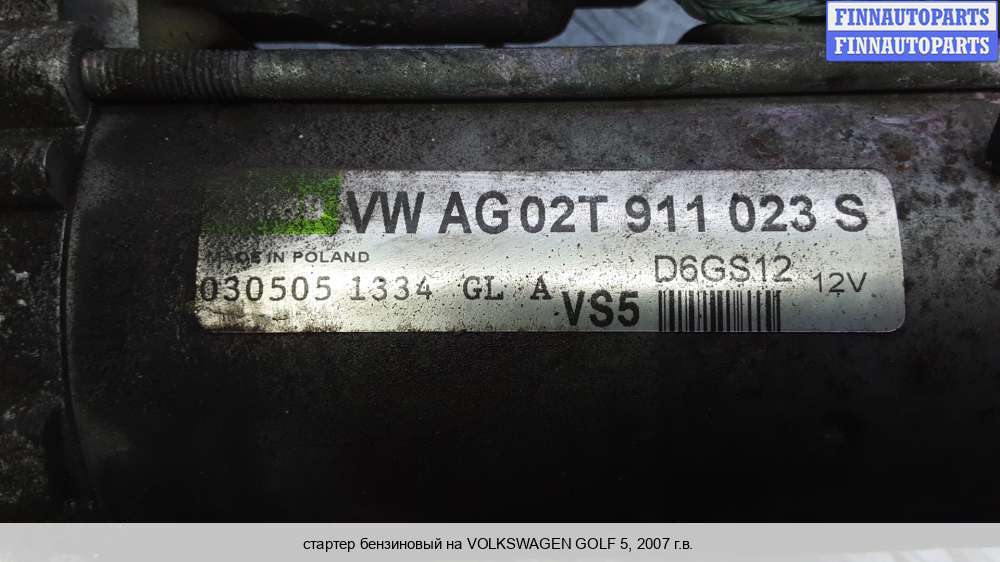 FINNAUTOPARTS
FINNAUTOPARTS
VW AG 02T 911 023 S
MADE IN POLAND
D6GS12 12V
030505 1334 GL A
VS5
стартер бензиновый на VOLKSWAGEN GOLF 5, 2007 г.в.